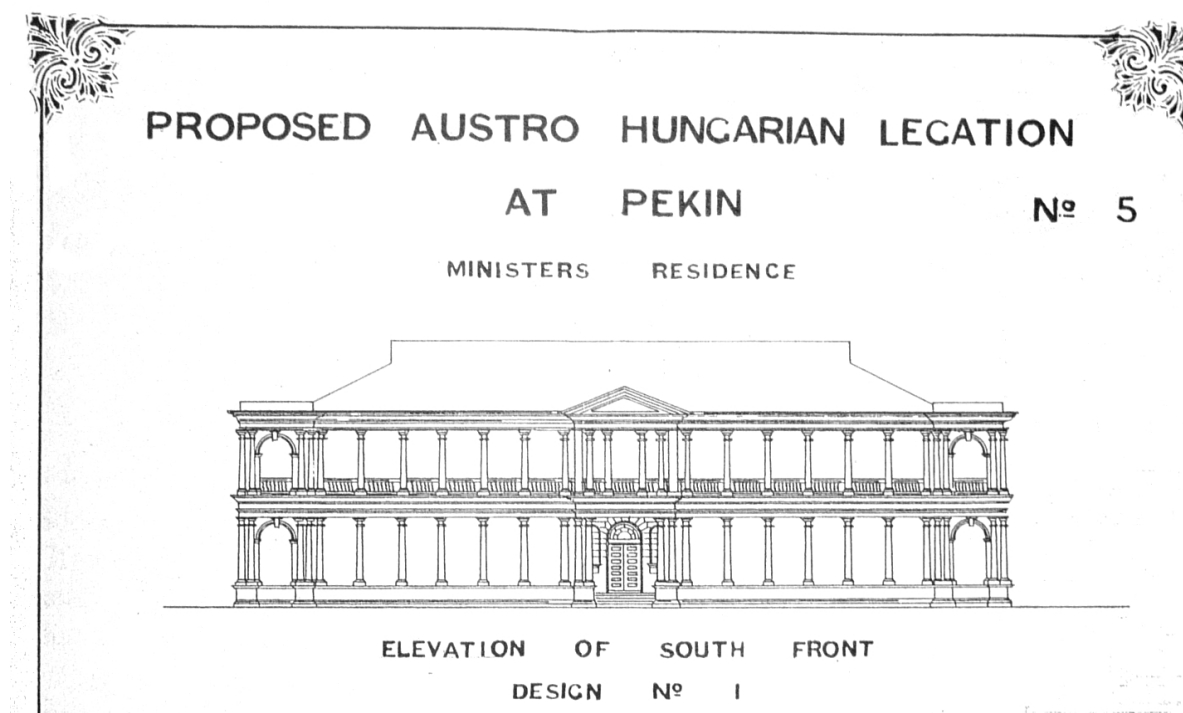 PROPOSED AUSTRO HUNGARIAN LEGATION
AT PEKIN
Nº 5
MINISTERS RESIDENCE
ELEVATION OF SOUTH FRONT
DESIGN Nº 1